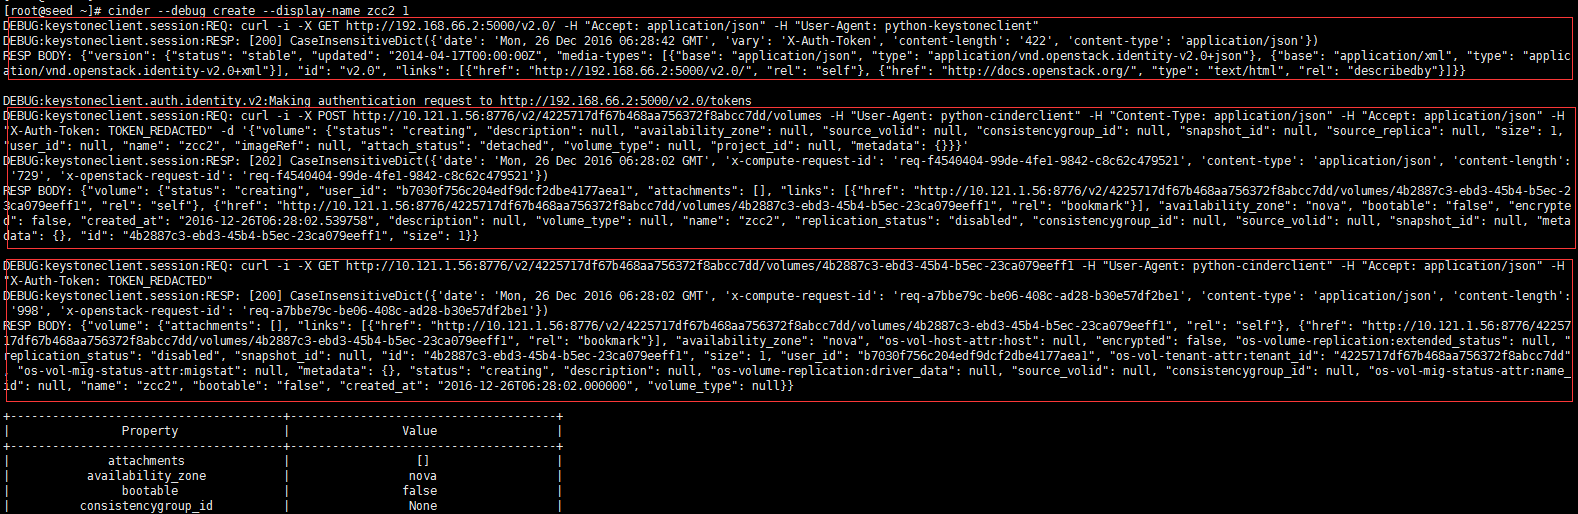 [root@seed ~]# cinder --debug create --display-name zcc2 1
DEBUG:keystoneclient.session:REQ: curl -i -X GET http://192.168.66.2:5000/v2.0/ -H "Accept: application/json" -H "User-Agent: python-keystoneclient"
DEBUG:keystoneclient.session:RESP: [200] CaseInsensitiveDict({'date': 'Mon, 26 Dec 2016 06:28:42 GMT', 'vary': 'X-Auth-Token', 'content-length': '422', 'content-type': 'application/json'})
RESP BODY: {"version": {"status": "stable", "updated": "2014-04-17T00:00:00Z", "media-types": [{"base": "application/json", "type": "application/vnd.openstack.identity-v2.0+json"}, {"base": "application/xml", "type": "applic
ation/vnd.openstack.identity-v2.0+xml"}], "id": "v2.0", "links": [{"href": "http://192.168.66.2:5000/v2.0/", "rel": "self"}, {"href": "http://docs.openstack.org/", "type": "text/html", "rel": "describedby"}]}}
DEBUG:keystoneclient.auth.identity.v2:Making authentication request to http://192.168.66.2:5000/v2.0/tokens
DEBUG:keystoneclient.session:REQ: curl -i -X POST http://10.121.1.56:8776/v2/4225717df67b468aa756372f8abcc7dd/volumes -H "User-Agent: python-cinderclient" -H "Content-Type: application/json" -H "Accept: application/json" -H
"X-Auth-Token: TOKEN_REDACTED" -d '{"volume": {"status": "creating", "description": null, "availability_zone": null, "source_volid": null, "consistencygroup_id": null, "snapshot_id": null, "source_replica": null, "size": 1,
"user_id": null, "name": "zcc2", "imageRef": null, "attach_status": "detached", "volume_type": null, "project_id": null, "metadata": {}}}'
DEBUG:keystoneclient.session:RESP: [202] CaseInsensitiveDict({'date': 'Mon, 26 Dec 2016 06:28:02 GMT', 'x-compute-request-id': 'req-f4540404-99de-4fe1-9842-c8c62c479521', 'content-type': 'application/json', 'content-length':
'729', 'x-openstack-request-id': 'req-f4540404-99de-4fe1-9842-c8c62c479521'})
RESP BODY: {"volume": {"status": "creating", "user_id": "b7030f756c204edf9dcf2dbe4177aea1", "attachments": [], "links": [{"href": "http://10.121.1.56:8776/v2/4225717df67b468aa756372f8abcc7dd/volumes/4b2887c3-ebd3-45b4-b5ec-2
3ca079eeff1", "rel": "self"}, {"href": "http://10.121.1.56:8776/4225717df67b468aa756372f8abcc7dd/volumes/4b2887c3-ebd3-45b4-b5ec-23ca079eeff1", "rel": "bookmark"}], "availability_zone": "nova", "bootable": "false", "encrypte
d": false, "created_at": "2016-12-26T06:28:02.539758", "description": null, "volume_type": null, "name": "zcc2", "replication_status": "disabled", "consistencygroup_id": null, "source_volid": null, "snapshot_id": null, "meta
data": {}, "id": "4b2887c3-ebd3-45b4-b5ec-23ca079eeff1", "size": 1}}
DEBUG:keystoneclient.session:REQ: curl -i -X GET http://10.121.1.56:8776/v2/4225717df67b468aa756372f8abcc7dd/volumes/4b2887c3-ebd3-45b4-b5ec-23ca079eeff1 -H "User-Agent: python-cinderclient" -H "Accept: application/json" -H
"X-Auth-Token: TOKEN_REDACTED"
DEBUG:keystoneclient.session:RESP: [200] CaseInsensitiveDict({'date': 'Mon, 26 Dec 2016 06:28:02 GMT', 'x-compute-request-id': 'req-a7bbe79c-be06-408c-ad28-b30e57df2be1', 'content-type': 'application/json', 'content-length':
'998', 'x-openstack-request-id': 'req-a7bbe79c-be06-408c-ad28-b30e57df2be1'})
RESP BODY: {"volume": {"attachments": [], "links": [{"href": "http://10.121.1.56:8776/v2/4225717df67b468aa756372f8abcc7dd/volumes/4b2887c3-ebd3-45b4-b5ec-23ca079eeff1", "rel": "self"}, {"href": "http://10.121.1.56:8776/42257
17df67b468aa756372f8abcc7dd/volumes/4b2887c3-ebd3-45b4-b5ec-23ca079eeff1", "rel": "bookmark"}], "availability_zone": "nova", "os-vol-host-attr:host": null, "encrypted": false, "os-volume-replication:extended_status": null, "
replication_status": "disabled", "snapshot_id": null, "id": "4b2887c3-ebd3-45b4-b5ec-23ca079eeff1", "size": 1, "user_id": "b7030f756c204edf9dcf2dbe4177aea1", "os-vol-tenant-attr:tenant_id": "4225717df67b468aa756372f8abcc7dd"
, "os-vol-mig-status-attr:migstat": null, "metadata": {}, "status": "creating", "description": null, "os-volume-replication:driver_data": null, "source_volid": null, "consistencygroup_id": null, "os-vol-mig-status-attr:name_
id": null, "name": "zcc2", "bootable": "false", "created_at": "2016-12-26T06:28:02.000000", "volume_type": null}}
+---------------------------------------+--------------------------------------+
| Property | Value |
+---------------------------------------+--------------------------------------+
| attachments | [] |
| availability_zone | nova |
| bootable | false |
| consistencygroup_id | None |